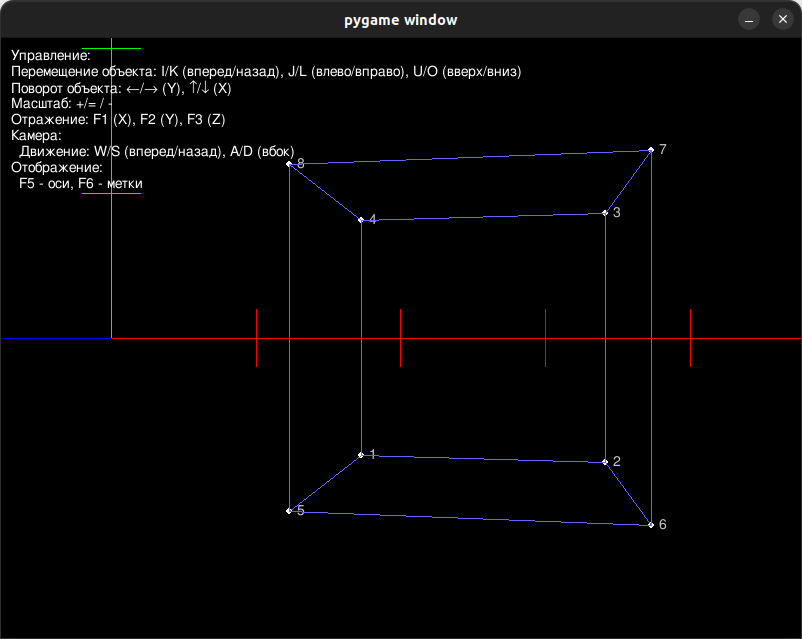 pygame window
Управление:
Перемещение объекта: I/K (вперед/назад), J/L (влево/вправо), U/O (вверх/вниз)
Поворот объекта: ←/→ (Y), ↑/↓ (X)
Масштаб: +/= / -
Отражение: F1 (X), F2 (Y), F3 (Z)
Камера:
Движение: W/S (вперед/назад), A/D (вбок)
Отображение:
F5 - оси, F6 - метки
7
8
3
4
1
2
5
6